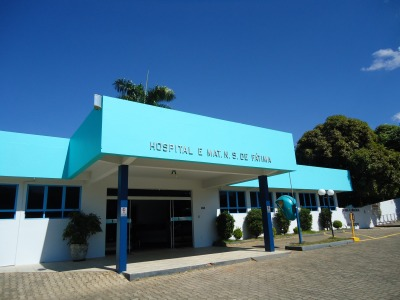 HOSPITAL E MAT. N. S. DE FÁTIMA